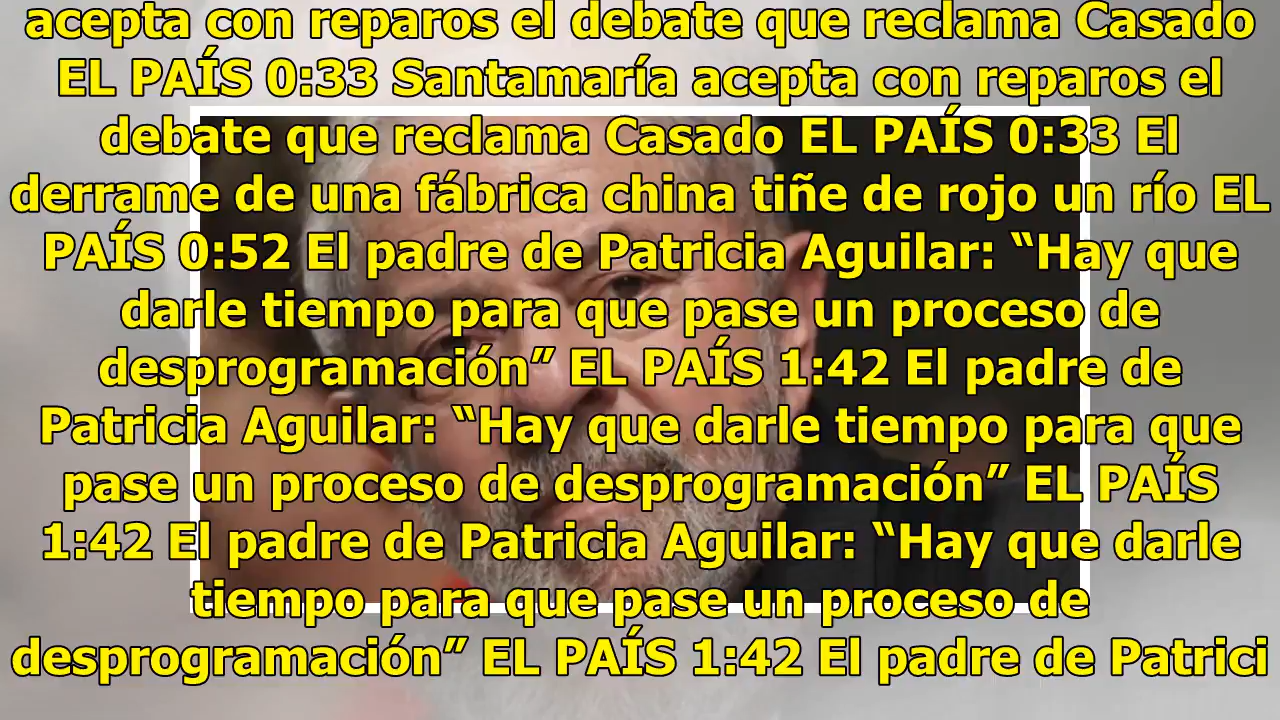 acepta con reparos el debate que reclama Casado
EL PAÍS 0:33 Santamaría acepta con reparos el
debate que reclama Casado EL PAÍS 0:33 El
derrame de una fábrica china tiñe de rojo un río EL
PAÍS 0:52 El padre de Patricia Aguilar: “Hay que
darle tiempo para que pase un proceso de
desprogramación” EL PAÍS 1:42 El padre de
Patricia Aguilar: “Hay que darle tiempo para que
pase un proceso de desprogramación” EL PAÍS
1:42 El padre de Patricia Aguilar: “Hay que darle
tiempo para que pase un proceso de
desprogramación” EL PAÍS 1:42 El padre de Patrici